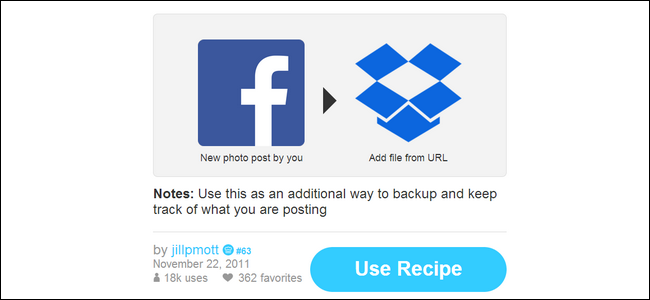 New photo post by you
Add file from URL
Notes: Use this as an additional way to backup and keep
track of what you are posting
by jillpmott #63
November 22, 2011
18k uses 362 favorites
Use Recipe